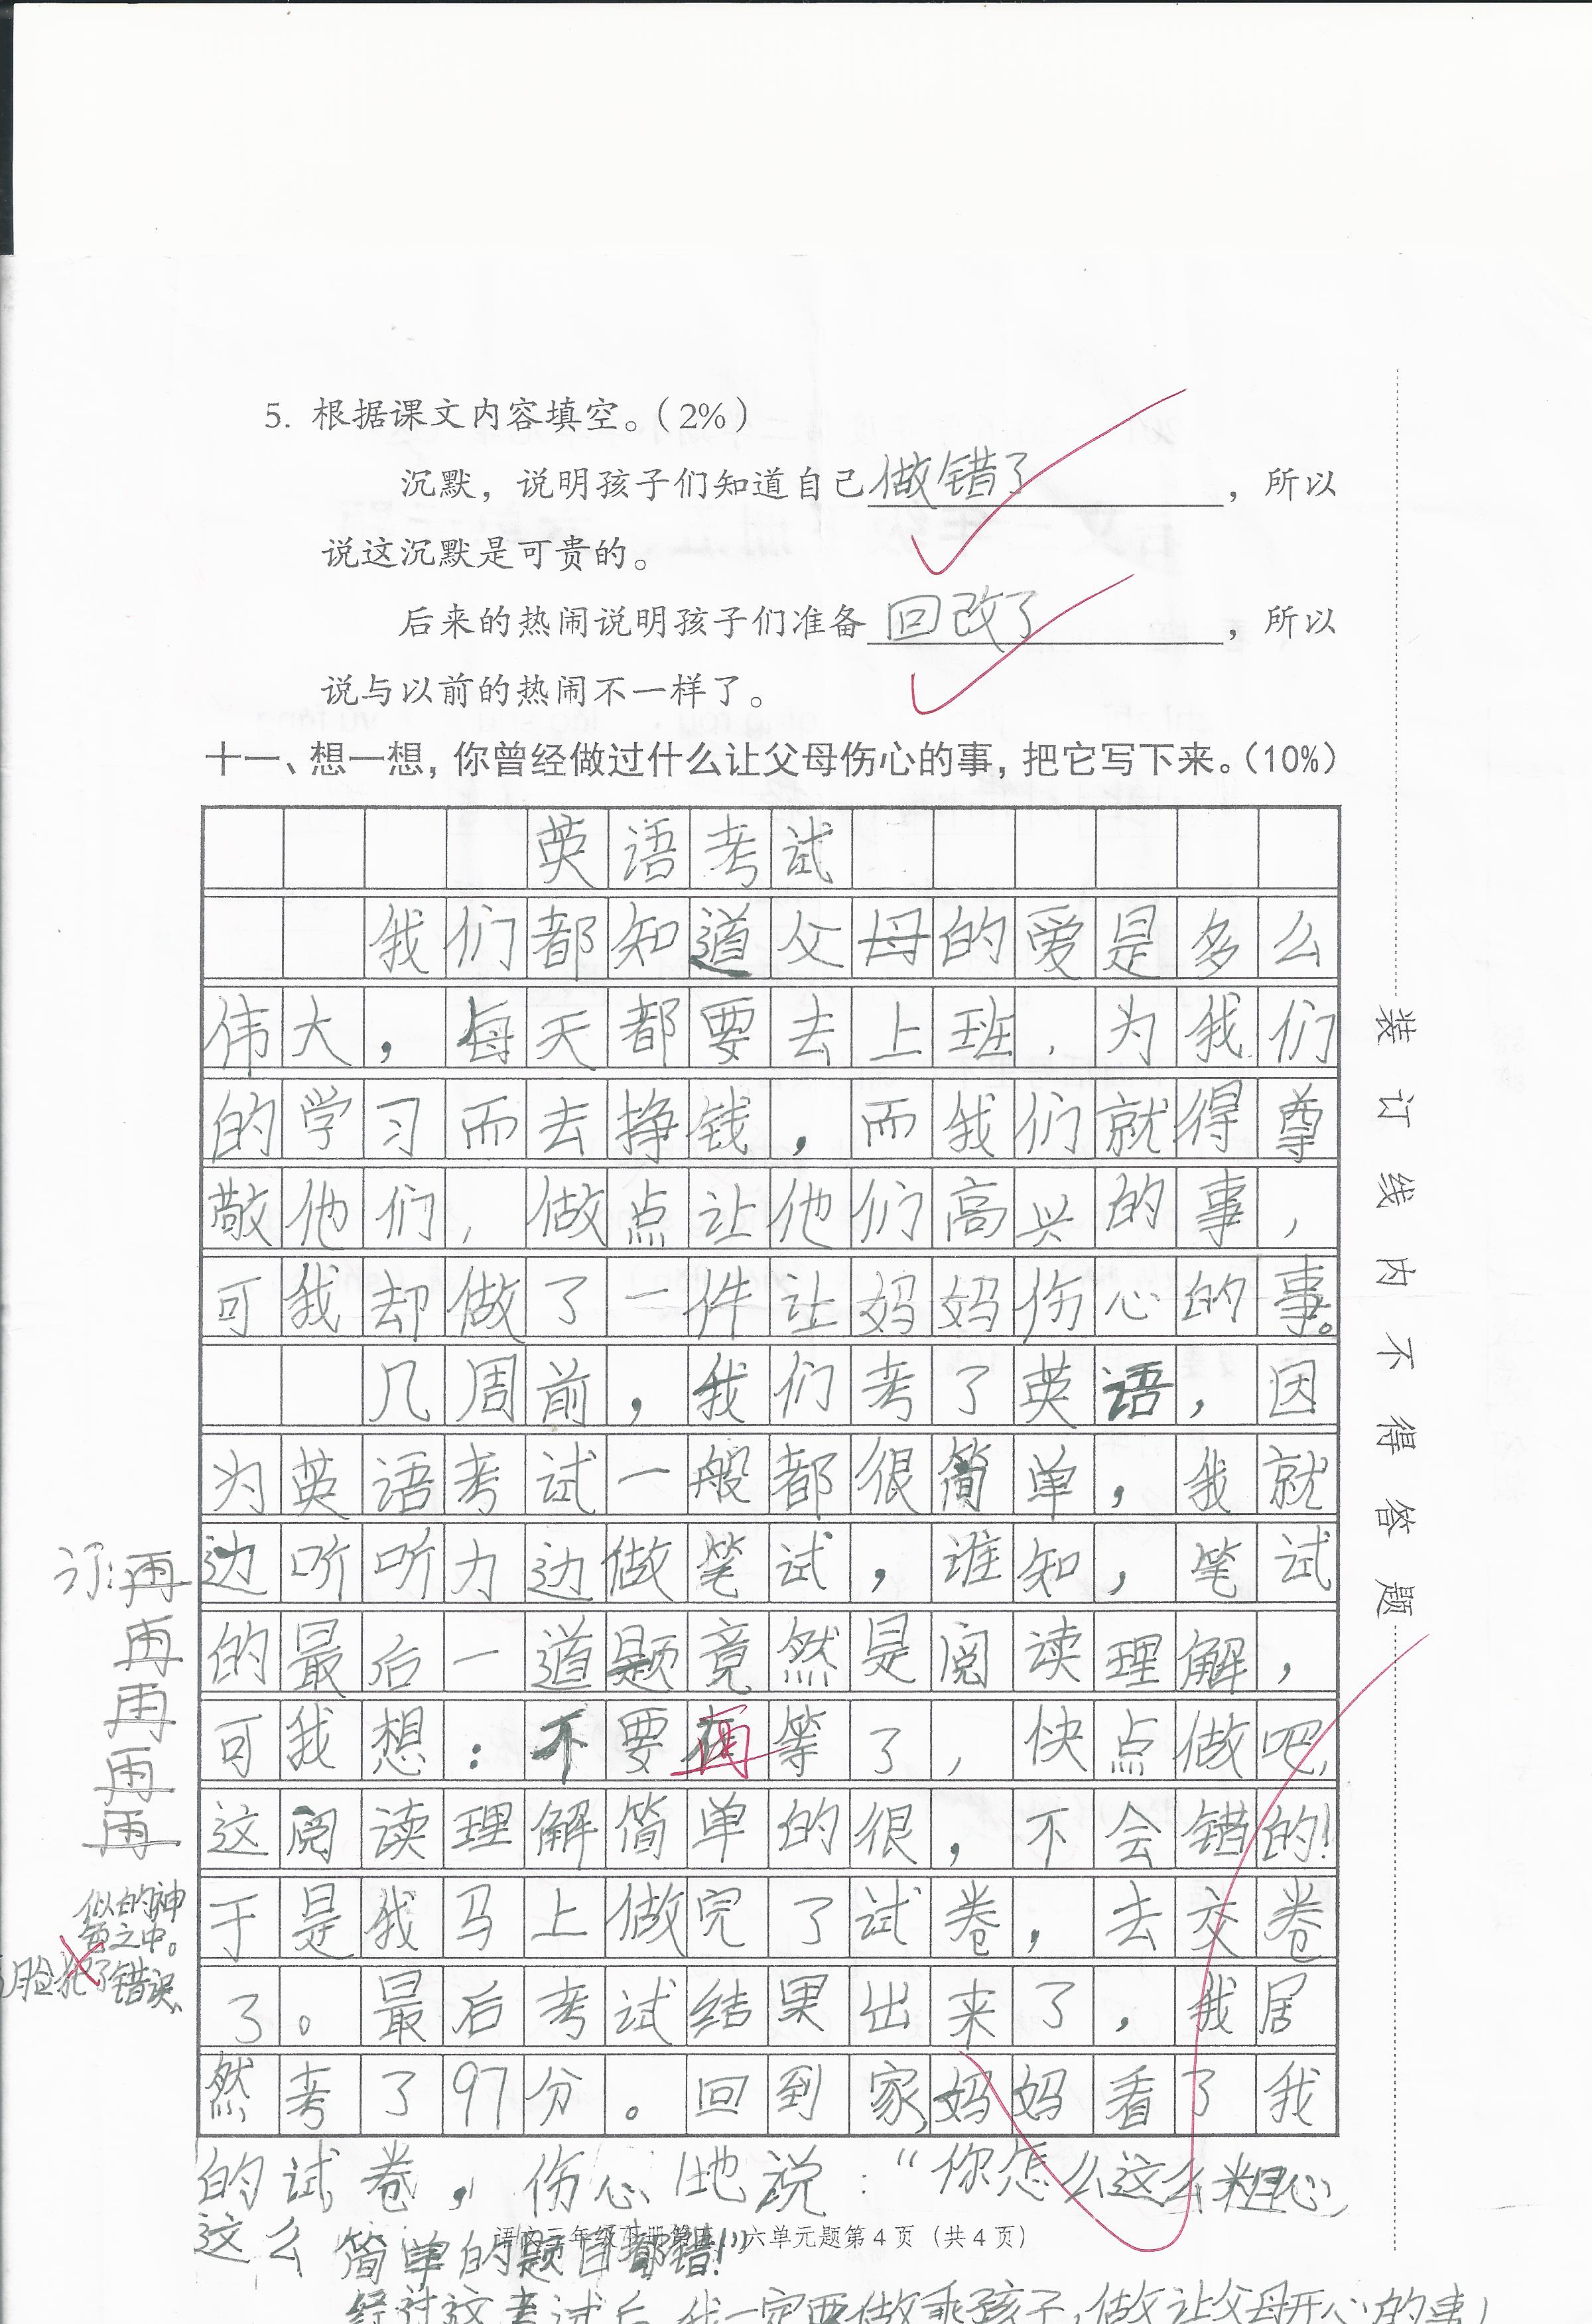 5. 根据课文内容填空。(2%)
沉默，说明孩子们知道自己做错了，所以
说这沉默是可贵的。
后来的热闹说明孩子们准备回改了，所以
说与以前的热闹不一样了。
十一、想一想，你曾经做过什么让父母伤心的事，把它写下来。(10%)
英语考试
我们都知道父母的爱是多么
伟大，每天都要去上班，为我们
的学习而去挣钱，而我们就得尊
敬他们，做点让他们高兴的事，
可我却做了一件让妈妈伤心的事。
几周前，我们考了英语，因
为英语考试一般都很简单，我就
边听听力边做笔试，谁知，笔试
的最后一道题竟然是阅读理解，
可我想：不要再等了，快点做吧，
这阅读理解简单的很，不会错的！
于是我马上做完了试卷，去交卷
了。最后考试结果出来了，我居
然考了97分。回到家，妈妈看了我
的试卷，伤心地说：“你怎么这么粗心，
这么简单的题目都错！”
语文三年级 六单元题第4页（共4页）
经过这考试后，我一定要做乖孩子，做让父母开心的事
订：再
再
再
再
再
似的神
之中。
脸犯了错误、
装订线内不得答题